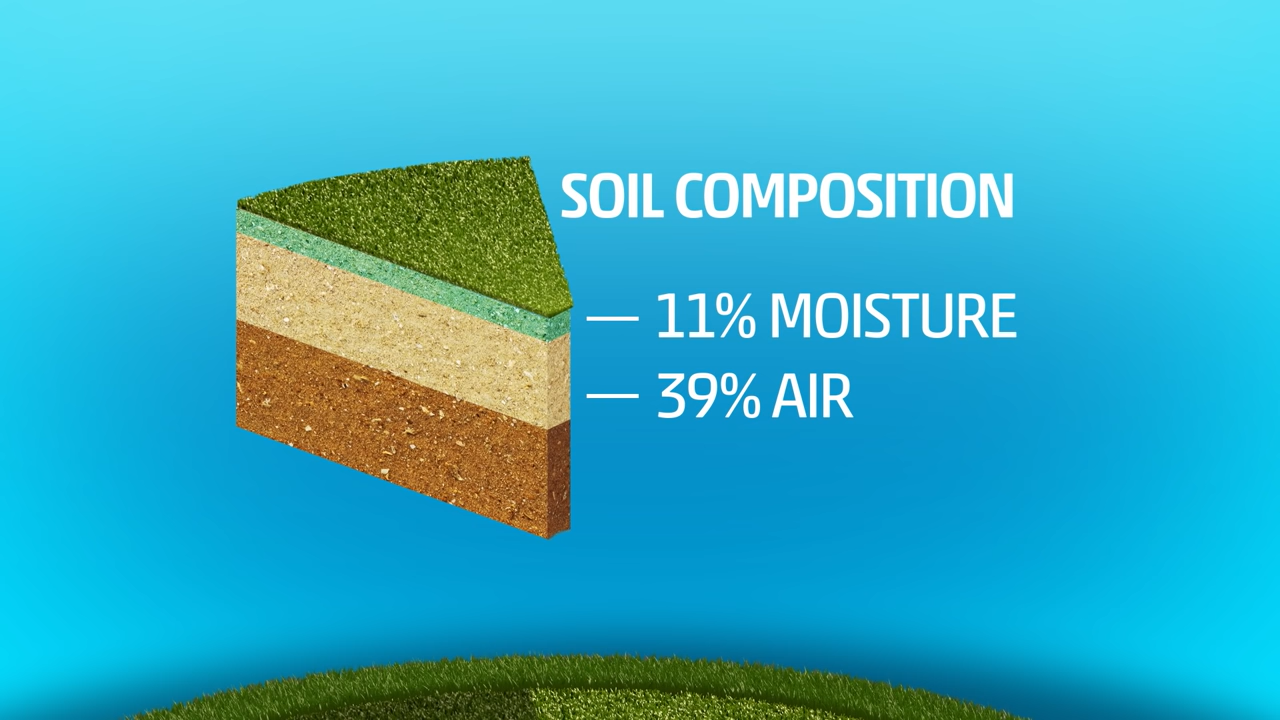 SOIL COMPOSITION
— 11% MOISTURE
— 39% AIR